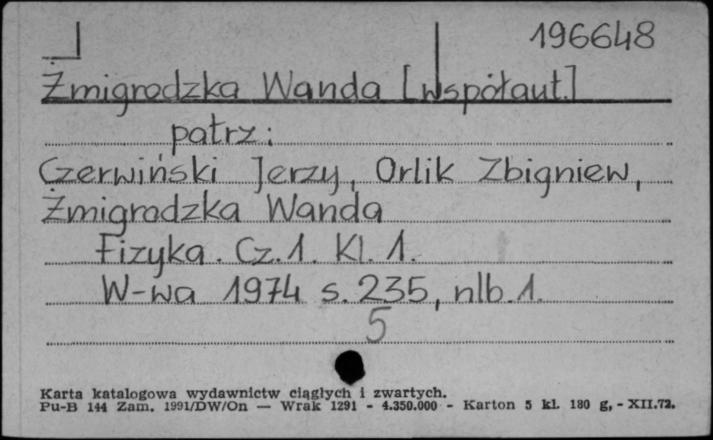 196648
Żmigrodzka Wanda [współaut.]
patrz:
Czerwiński Jerzy, Orlik Zbigniew,
Żmigrodzka Wanda
Fizyka. Cz.1. Kl. 1.
W-wa 1974 s. 235, nlb. 1.
5
Karta katalogowa wydawnictw ciągłych i zwartych.
Pu-B 144 Zam. 1991/DW/On — Wrak 1291 - 4.350.000 - Karton 5 kl. 180 g, - XII.72.